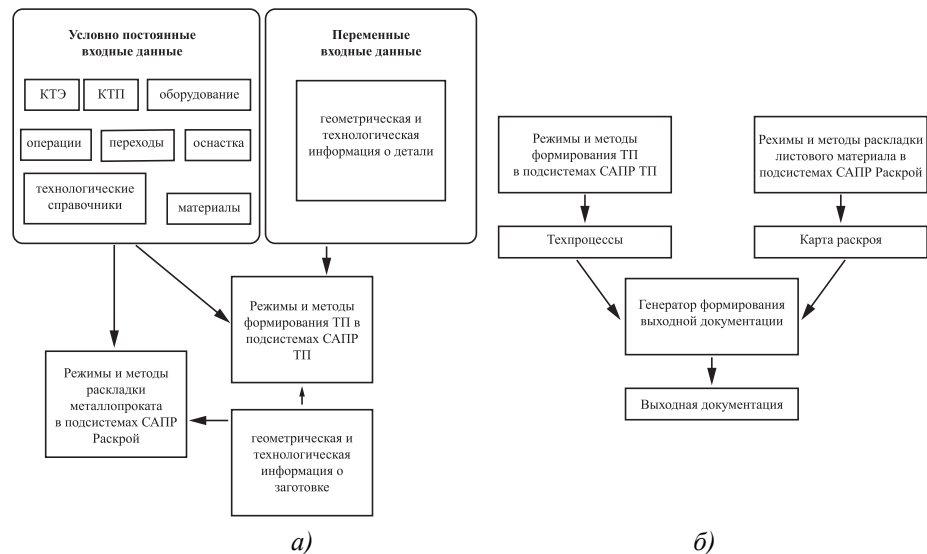 Условно постоянные
входные данные
КТЭ
КТП
оборудование
операции
переходы
оснастка
технологические
справочники
материалы
Переменные
входные данные
геометрическая и
технологическая
информация о детали
Режимы и методы
формирования ТП в
подсистемах САПР
ТП
Режимы и методы
раскладки
металлопроката
в подсистемах САПР
Раскрой
геометрическая и
технологическая
информация о
заготовке
а)
Режимы и методы
формирования ТП
в подсистемах САПР ТП
Рехимы и методы раскладки
листового материала в
подсистемах САПР Раскрой
Техпроцессы
Карта раскроя
Генератор формирования
выходной документации
Выходная документация
б)